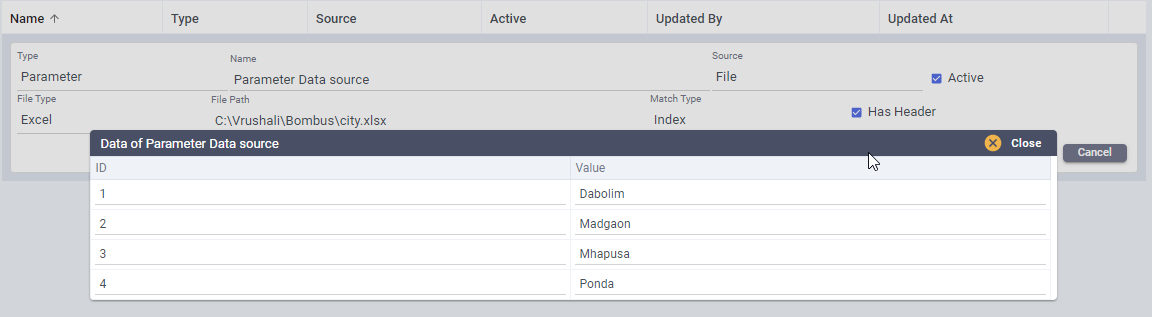 Name ↑ Type Source Active Updated By Updated At
Type Name Source
Parameter Parameter Data source File Active
File Type File Path Match Type
Excel C:\Vrushali\Bombus\city.xlsx Index Has Header
Data of Parameter Data source Close
Cancel
ID Value
1 Dabolim
2 Madgaon
3 Mhapusa
4 Ponda